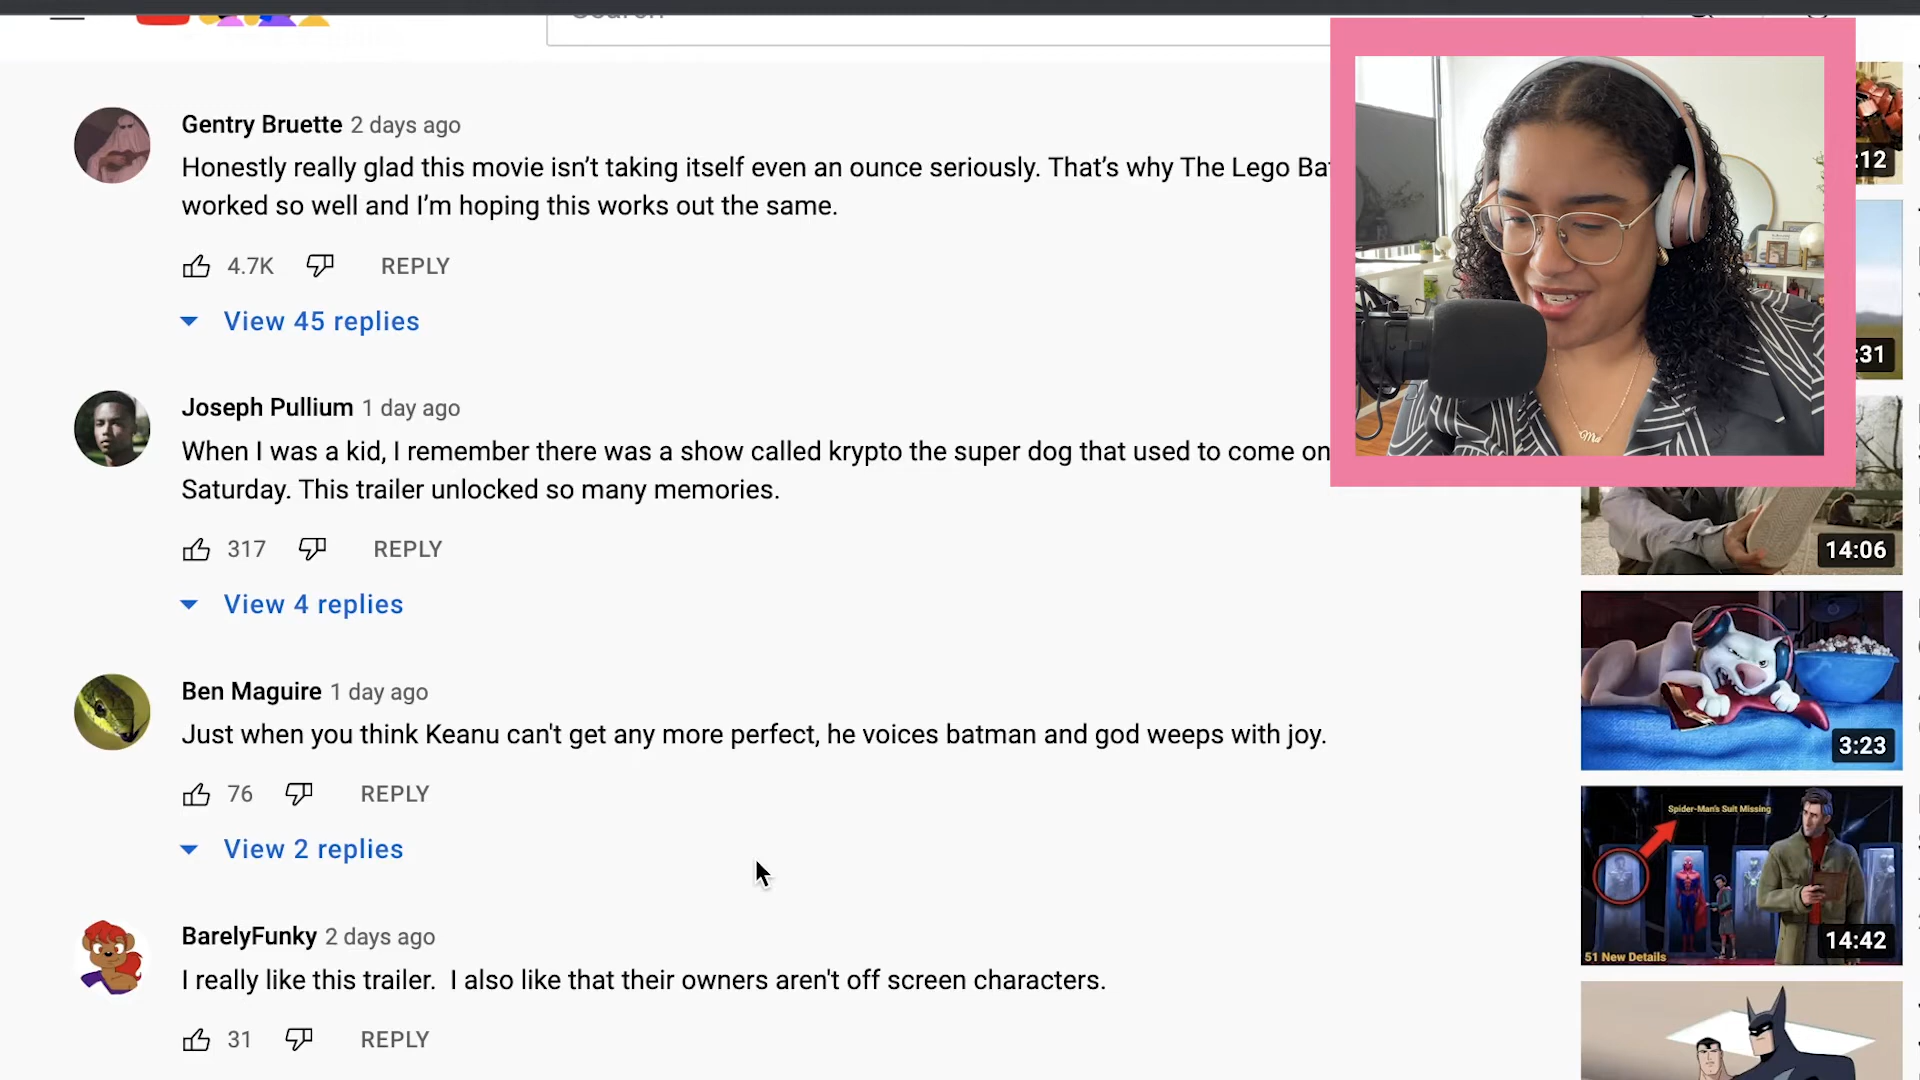 Gentry Bruette 2 days ago
Honestly really glad this movie isn’t taking itself even an ounce seriously. That’s why The Lego
worked so well and I’m hoping this works out the same.
4.7K REPLY
View 45 replies
Joseph Pullium 1 day ago
When I was a kid, I remember there was a show called krypto the super dog that used to come on
Saturday. This trailer unlocked so many memories.
317 REPLY
View 4 replies
Ben Maguire 1 day ago
Just when you think Keanu can't get any more perfect, he voices batman and god weeps with joy.
76 REPLY
View 2 replies
BarelyFunky 2 days ago
I really like this trailer. I also like that their owners aren't off screen characters.
31 REPLY
:12
:31
14:06
3:23
Spider-Man's Suit Missing
51 New Details
14:42